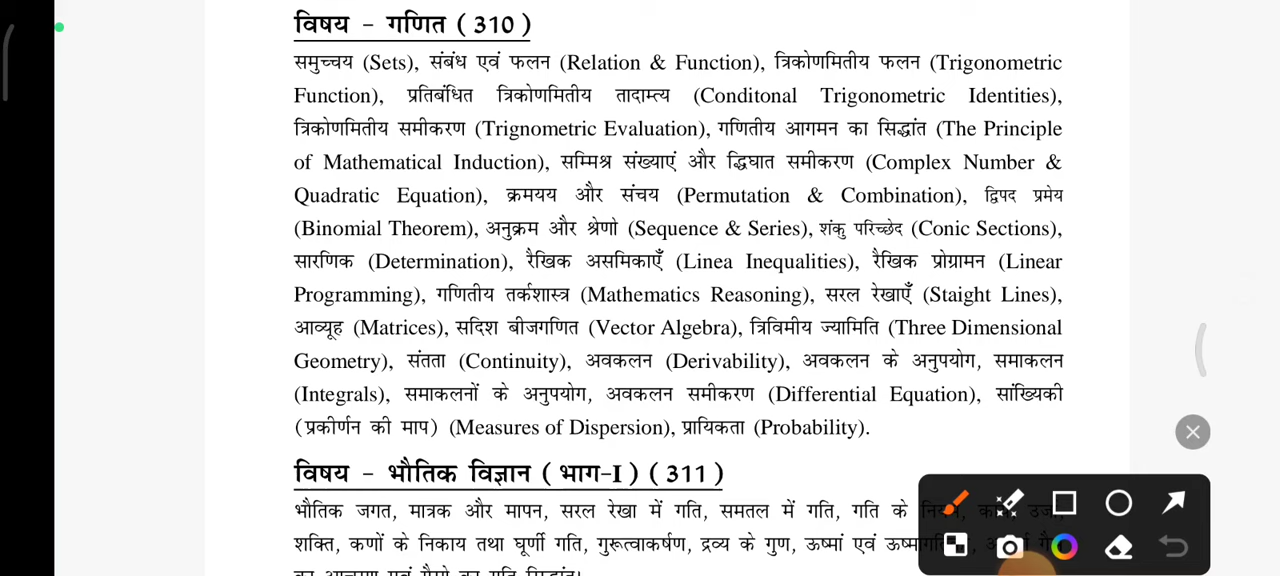 विषय - गणित (310)
समुच्चय (Sets), संबंध एवं फलन (Relation & Function), त्रिकोणमितीय फलन (Trigonometric
Function), प्रतिबंधित त्रिकोणमितीय तादाम्त्य (Conditonal Trigonometric Identities),
त्रिकोणमितीय समीकरण (Trignometric Evaluation), गणितीय आगमन का सिद्धांत (The Principle
of Mathematical Induction), सम्मिश्र संख्याएं और द्धिघात समीकरण (Complex Number &
Quadratic Equation), क्रमयय और संचय (Permutation & Combination), द्विपद प्रमेय
(Binomial Theorem), अनुक्रम और श्रेणो (Sequence & Series), शंकु परिच्छेद (Conic Sections),
सारणिक (Determination), रैखिक असमिकाएँ (Linea Inequalities), रैखिक प्रोग्रामन (Linear
Programming), गणितीय तर्कशास्त्र (Mathematics Reasoning), सरल रेखाएँ (Staight Lines),
आव्यूह (Matrices), सदिश बीजगणित (Vector Algebra), त्रिविमीय ज्यामिति (Three Dimensional
Geometry), संतता (Continuity), अवकलन (Derivability), अवकलन के अनुपयोग, समाकलन
(Integrals), समाकलनों के अनुपयोग, अवकलन समीकरण (Differential Equation), सांख्यिकी
(प्रकीर्णन की माप) (Measures of Dispersion), प्रायिकता (Probability).
विषय - भौतिक विज्ञान (भाग-I) (311)
भौतिक जगत, मात्रक और मापन, सरल रेखा में गति, समतल में गति, गति के
शक्ति, कणों के निकाय तथा घूर्णी गति, गुरूत्वाकर्षण, द्रव्य के गुण, ऊष्मां एवं